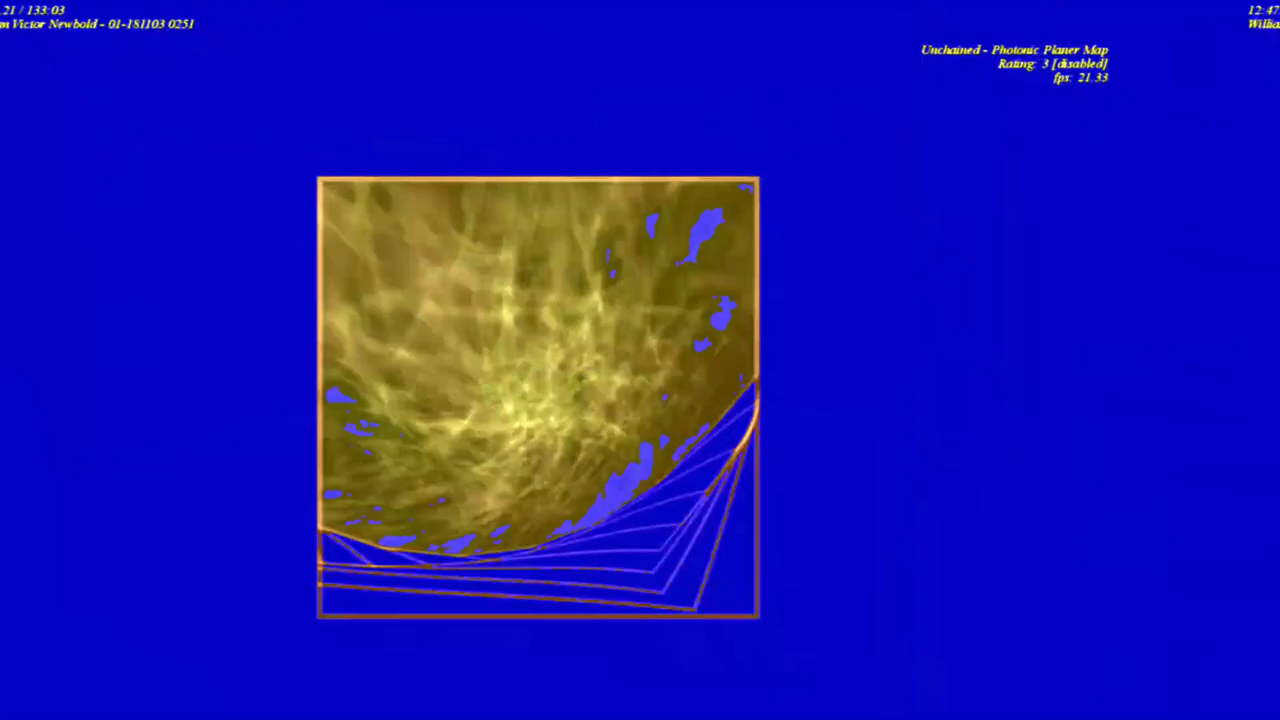 21 / 133:03
Victor Newbold - 01-181103 0251
12:47
Unchained - Photonic Planer Map
Rating: 3 [disabled]
fps: 21.33